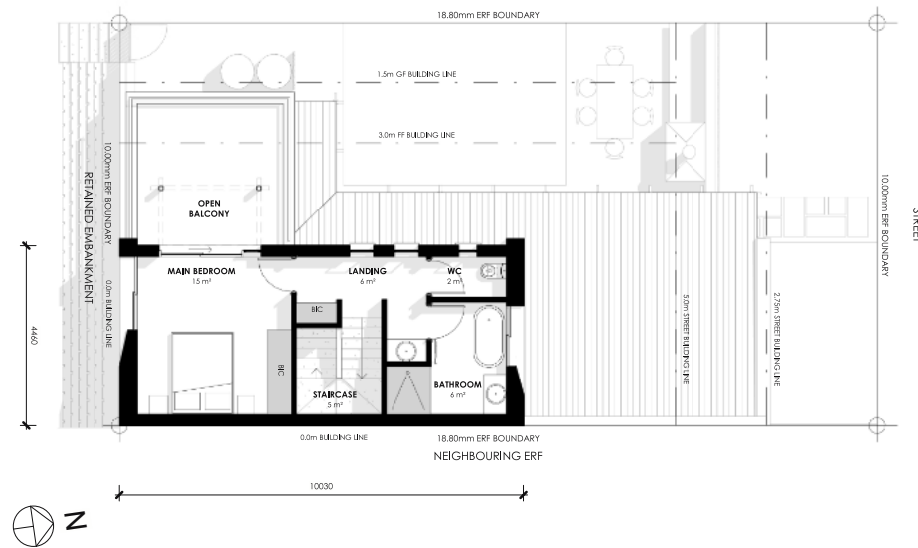 18.80mm ERF BOUNDARY
1.5m GF BUILDING LINE
3.0m FF BUILDING LINE
10.00mm ERF BOUNDARY
RETAINED EMBANKMENT
0.0m BUILDING LINE
OPEN
BALCONY
MAIN BEDROOM
15 m²
LANDING
6 m²
WC
2 m²
BIC
BIC
STAIRCASE
5 m²
BATHROOM
6 m²
5.0m STREET BUILDING LINE
2.75m STREET BUILDING LINE
10.00mm ERF BOUNDARY
STREET
4460
0.0m BUILDING LINE
18.80mm ERF BOUNDARY
NEIGHBOURING ERF
10030
N